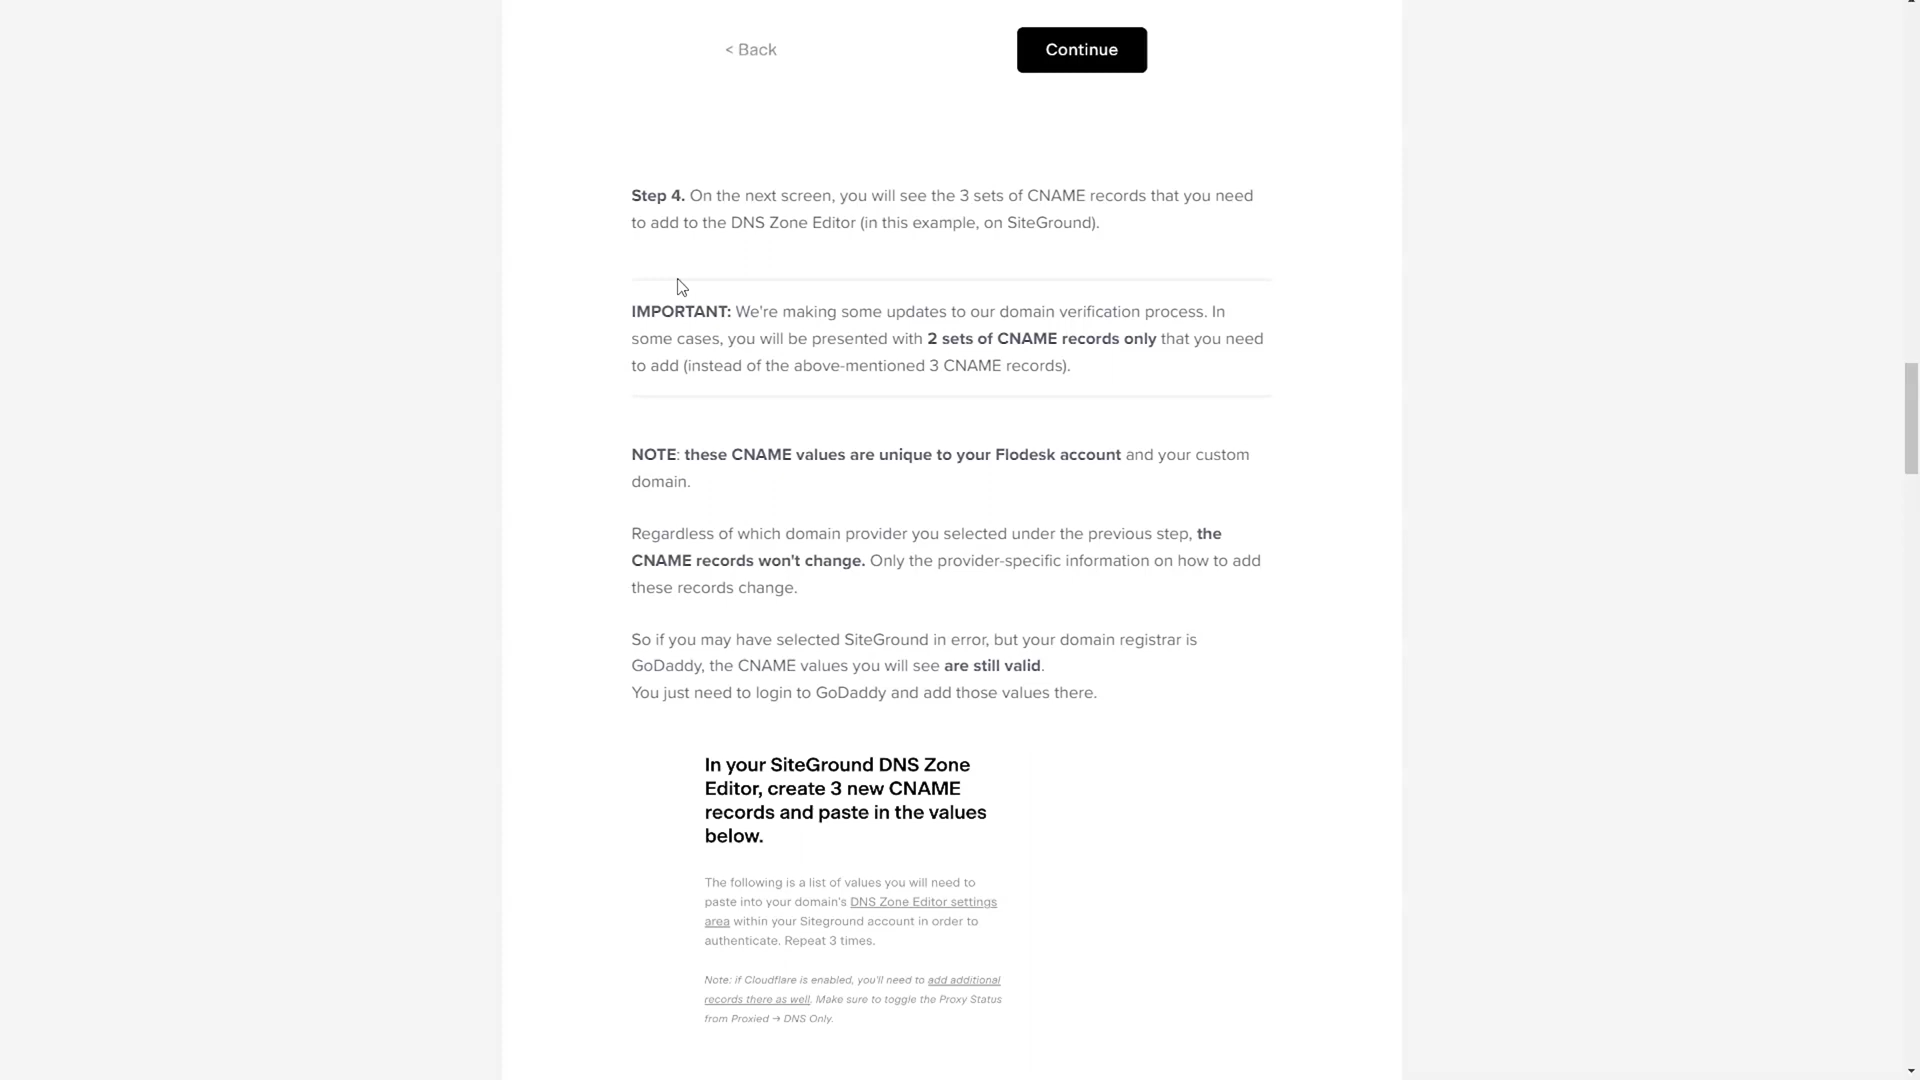 < Back
Continue
Step 4. On the next screen, you will see the 3 sets of CNAME records that you need
to add to the DNS Zone Editor (in this example, on SiteGround).
IMPORTANT: We're making some updates to our domain verification process. In
some cases, you will be presented with 2 sets of CNAME records only that you need
to add (instead of the above-mentioned 3 CNAME records).
NOTE: these CNAME values are unique to your Flodesk account and your custom
domain.
Regardless of which domain provider you selected under the previous step, the
CNAME records won't change. Only the provider-specific information on how to add
these records change.
So if you may have selected SiteGround in error, but your domain registrar is
GoDaddy, the CNAME values you will see are still valid.
You just need to login to GoDaddy and add those values there.
In your SiteGround DNS Zone
Editor, create 3 new CNAME
records and paste in the values
below.
The following is a list of values you will need to
paste into your domain's DNS Zone Editor settings
area within your Siteground account in order to
authenticate. Repeat 3 times.
Note: if Cloudflare is enabled, you'll need to add additional
records there as well. Make sure to toggle the Proxy Status
from Proxied → DNS Only.